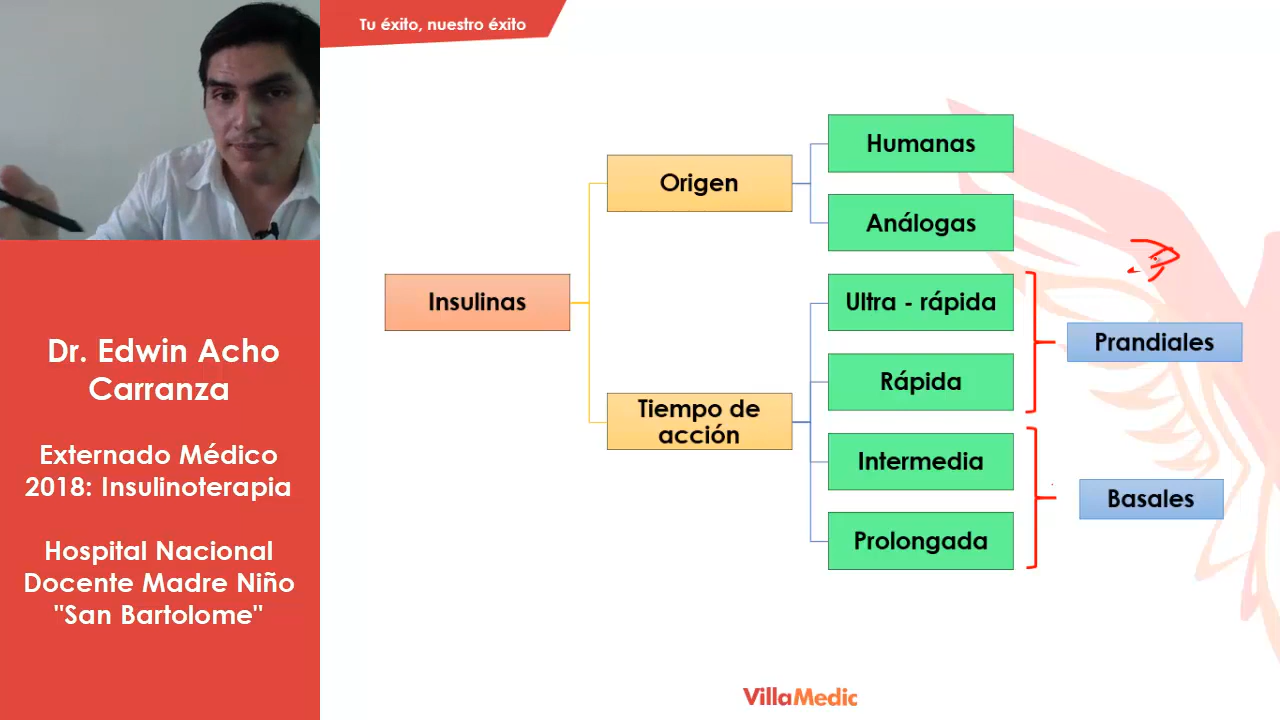 Tu éxito, nuestro éxito
Dr. Edwin Acho
Carranza
Externado Médico
2018: Insulinoterapia
Hospital Nacional
Docente Madre Niño
"San Bartolome"
Insulinas
Origen
Humanas
Análogas
Tiempo de
acción
Ultra - rápida
Rápida
Intermedia
Prolongada
Prandiales
Basales
VillaMedic